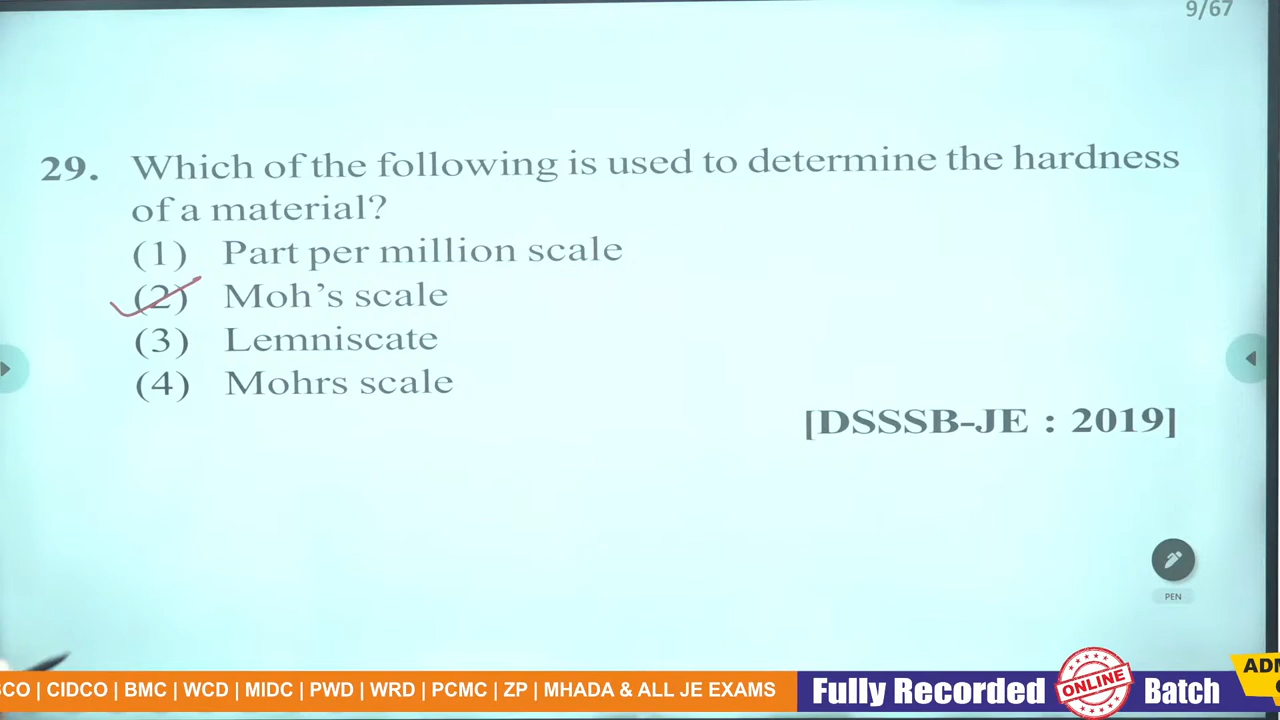 9/67
29. Which of the following is used to determine the hardness
of a material?
(1) Part per million scale
(2) Moh's scale
(3) Lemniscate
(4) Mohrs scale
[DSSSB-JE : 2019]
PEN
CO | CIDCO | BMC | WCD | MIDC | PWD | WRD | PCMC | ZP | MHADA & ALL JE EXAMS
Fully Recorded ONLINE Batch